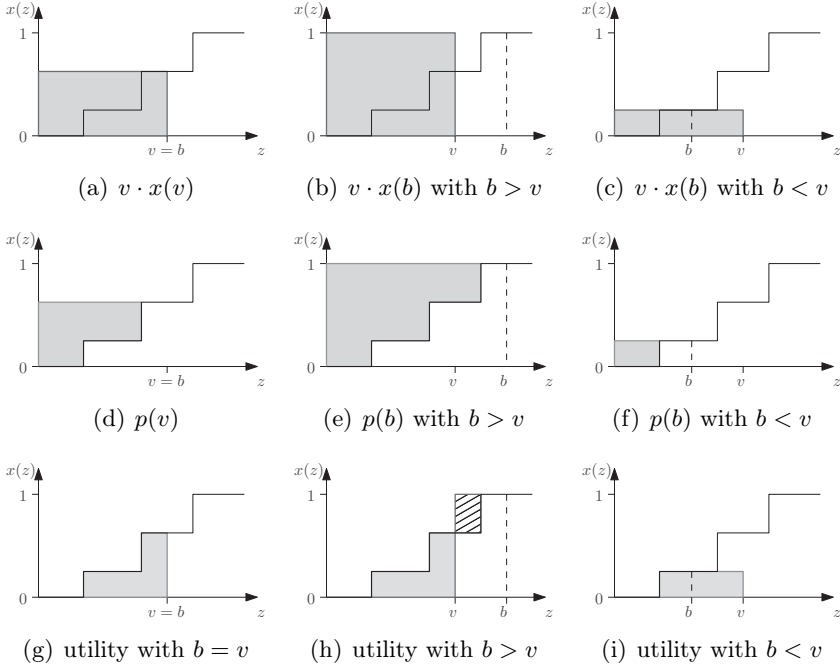 x(z) x(z) x(z)
1 1 1
0 0 0
v = b z v b z b v z
(a) v · x(v) (b) v · x(b) with b > v (c) v · x(b) with b < v
x(z) x(z) x(z)
1 1 1
0 0 0
v = b z v b z b v z
(d) p(v) (e) p(b) with b > v (f) p(b) with b < v
x(z) x(z) x(z)
1 1 1
0 0 0
v = b z v b z b v z
(g) utility with b = v (h) utility with b > v (i) utility with b < v